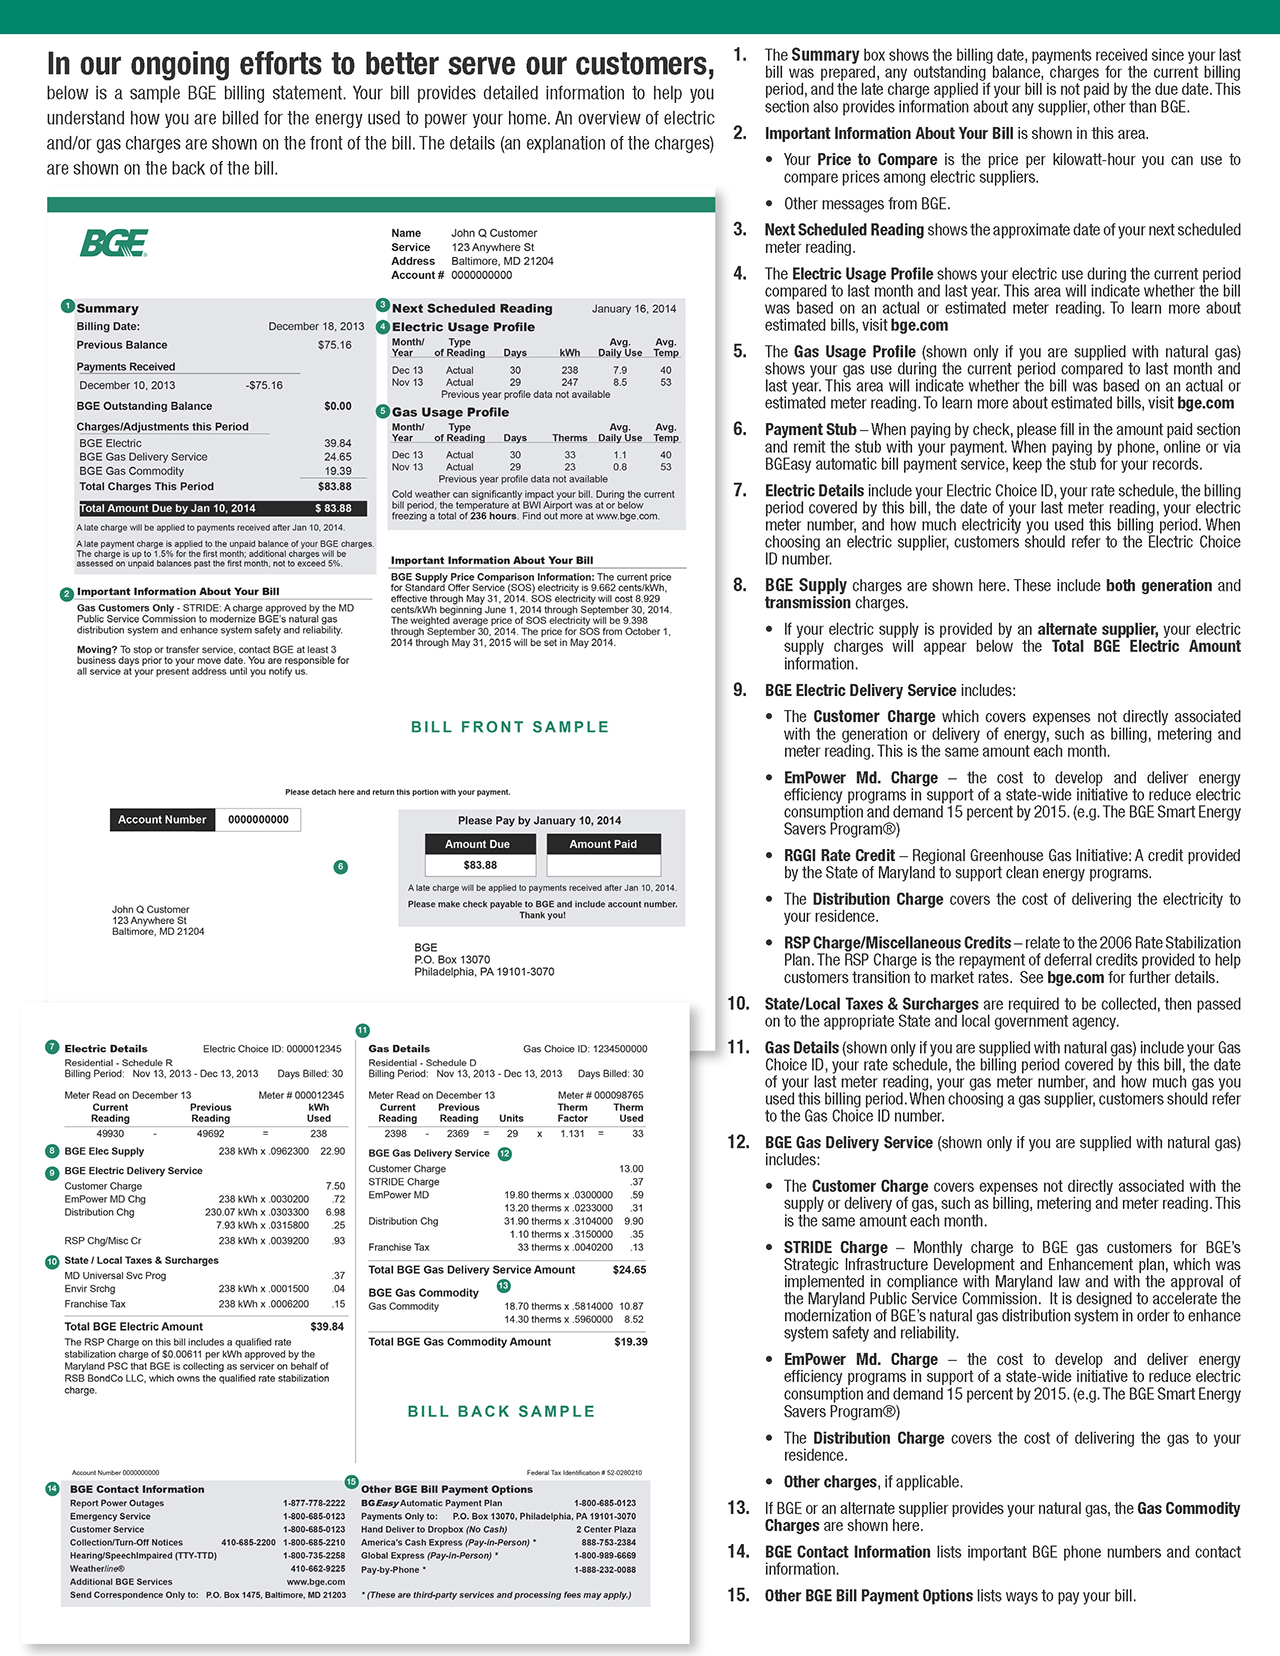 In our ongoing efforts to better serve our customers,
below is a sample BGE billing statement. Your bill provides detailed information to help you
understand how you are billed for the energy used to power your home. An overview of electric
and/or gas charges are shown on the front of the bill. The details (an explanation of the charges)
are shown on the back of the bill.
BGE
Name John Q Customer
Service 123 Anywhere St
Address Baltimore, MD 21204
Account # 0000000000
1 Summary
Billing Date: December 18, 2013
Previous Balance $75.16
Payments Received
December 10, 2013 -$75.16
BGE Outstanding Balance $0.00
Charges/Adjustments this Period
BGE Electric 39.84
BGE Gas Delivery Service 24.65
BGE Gas Commodity 19.39
Total Charges This Period $83.88
Total Amount Due by Jan 10, 2014 $ 83.88
A late charge will be applied to payments received after Jan 10, 2014.
A late payment charge is applied to the unpaid balance of your BGE charges.
The charge is up to 1.5% for the first month; additional charges will be
assessed on unpaid balances past the first month, not to exceed 5%.
2 Important Information About Your Bill
Gas Customers Only - STRIDE: A charge approved by the MD
Public Service Commission to modernize BGE's natural gas
distribution system and enhance system safety and reliability.
Moving? To stop or transfer service, contact BGE at least 3
business days prior to your move date. You are responsible for
all service at your present address until you notify us.
3 Next Scheduled Reading January 16, 2014
4 Electric Usage Profile
Month/ Type Avg. Avg.
Year of Reading Days kWh Daily Use Temp
Dec 13 Actual 30 238 7.9 40
Nov 13 Actual 29 247 8.5 53
Previous year profile data not available
5 Gas Usage Profile
Month/ Type Avg. Avg.
Year of Reading Days Therms Daily Use Temp
Dec 13 Actual 30 33 1.1 40
Nov 13 Actual 29 23 0.8 53
Previous year profile data not available
Cold weather can significantly impact your bill. During the current
bill period, the temperature at BWI Airport was at or below
freezing a total of 236 hours. Find out more at www.bge.com.
Important Information About Your Bill
BGE Supply Price Comparison Information: The current price
for Standard Offer Service (SOS) electricity is 9.662 cents/kWh,
effective through May 31, 2014. SOS electricity will cost 8.929
cents/kWh beginning June 1, 2014 through September 30, 2014.
The weighted average price of SOS electricity will be 9.398
through September 30, 2014. The price for SOS from October 1,
2014 through May 31, 2015 will be set in May 2014.
BILL FRONT SAMPLE
Please detach here and return this portion with your payment.
Account Number 0000000000
6
John Q Customer
123 Anywhere St
Baltimore, MD 21204
Please Pay by January 10, 2014
Amount Due Amount Paid
$83.88
A late charge will be applied to payments received after Jan 10, 2014.
Please make check payable to BGE and include account number.
Thank you!
BGE
P.O. Box 13070
Philadelphia, PA 19101-3070
7 Electric Details Electric Choice ID: 0000012345
Residential - Schedule R
Billing Period: Nov 13, 2013 - Dec 13, 2013 Days Billed: 30
Meter Read on December 13 Meter # 000012345
Current Previous kWh
Reading Reading Used
49930 - 49692 = 238
8 BGE Elec Supply 238 kWh x .0962300 22.90
9 BGE Electric Delivery Service
Customer Charge 7.50
EmPower MD Chg 238 kWh x .0030200 .72
Distribution Chg 230.07 kWh x .0303300 6.98
7.93 kWh x .0315800 .25
RSP Chg/Misc Cr 238 kWh x .0039200 .93
10 State / Local Taxes & Surcharges
MD Universal Svc Prog .37
Envir Srchg 238 kWh x .0001500 .04
Franchise Tax 238 kWh x .0006200 .15
Total BGE Electric Amount $39.84
The RSP Charge on this bill includes a qualified rate
stabilization charge of $0.00611 per kWh approved by the
Maryland PSC that BGE is collecting as servicer on behalf of
RSB BondCo LLC, which owns the qualified rate stabilization
charge.
11
Gas Details Gas Choice ID: 1234500000
Residential - Schedule D
Billing Period: Nov 13, 2013 - Dec 13, 2013 Days Billed: 30
Meter Read on December 13 Meter # 000098765
Current Previous Therm Therm
Reading Reading Units Factor Used
2398 - 2369 = 29 x 1.131 = 33
BGE Gas Delivery Service 12
Customer Charge 13.00
STRIDE Charge .37
EmPower MD 19.80 therms x .0300000 .59
13.20 therms x .0233000 .31
Distribution Chg 31.90 therms x .3104000 9.90
1.10 therms x .3150000 .35
Franchise Tax 33 therms x .0040200 .13
Total BGE Gas Delivery Service Amount $24.65
BGE Gas Commodity 13
Gas Commodity 18.70 therms x .5814000 10.87
14.30 therms x .5960000 8.52
Total BGE Gas Commodity Amount $19.39
BILL BACK SAMPLE
Account Number 0000000000 Federal Tax Identification # 52-0280210
14 BGE Contact Information
Report Power Outages 1-877-778-2222
Emergency Service 1-800-685-0123
Customer Service 1-800-685-0123
Collection/Turn-Off Notices 410-685-2200 1-800-685-2210
Hearing/SpeechImpaired (TTY-TTD) 1-800-735-2258
Weatherline® 410-662-9225
Additional BGE Services www.bge.com
Send Correspondence Only to: P.O. Box 1475, Baltimore, MD 21203
15 Other BGE Bill Payment Options
BGEasy Automatic Payment Plan 1-800-685-0123
Payments Only to: P.O. Box 13070, Philadelphia, PA 19101-3070
Hand Deliver to Dropbox (No Cash) 2 Center Plaza
America's Cash Express (Pay-in-Person) * 888-753-2384
Global Express (Pay-in-Person) * 1-800-989-6669
Pay-by-Phone * 1-888-232-0088
* (These are third-party services and processing fees may apply.)
1. The Summary box shows the billing date, payments received since your last
bill was prepared, any outstanding balance, charges for the current billing
period, and the late charge applied if your bill is not paid by the due date. This
section also provides information about any supplier, other than BGE.
2. Important Information About Your Bill is shown in this area.
• Your Price to Compare is the price per kilowatt-hour you can use to
compare prices among electric suppliers.
• Other messages from BGE.
3. Next Scheduled Reading shows the approximate date of your next scheduled
meter reading.
4. The Electric Usage Profile shows your electric use during the current period
compared to last month and last year. This area will indicate whether the bill
was based on an actual or estimated meter reading. To learn more about
estimated bills, visit bge.com
5. The Gas Usage Profile (shown only if you are supplied with natural gas)
shows your gas use during the current period compared to last month and
last year. This area will indicate whether the bill was based on an actual or
estimated meter reading. To learn more about estimated bills, visit bge.com
6. Payment Stub – When paying by check, please fill in the amount paid section
and remit the stub with your payment. When paying by phone, online or via
BGEasy automatic bill payment service, keep the stub for your records.
7. Electric Details include your Electric Choice ID, your rate schedule, the billing
period covered by this bill, the date of your last meter reading, your electric
meter number, and how much electricity you used this billing period. When
choosing an electric supplier, customers should refer to the Electric Choice
ID number.
8. BGE Supply charges are shown here. These include both generation and
transmission charges.
• If your electric supply is provided by an alternate supplier, your electric
supply charges will appear below the Total BGE Electric Amount
information.
9. BGE Electric Delivery Service includes:
• The Customer Charge which covers expenses not directly associated
with the generation or delivery of energy, such as billing, metering and
meter reading. This is the same amount each month.
• EmPower Md. Charge – the cost to develop and deliver energy
efficiency programs in support of a state-wide initiative to reduce electric
consumption and demand 15 percent by 2015. (e.g. The BGE Smart Energy
Savers Program®)
• RGGI Rate Credit – Regional Greenhouse Gas Initiative: A credit provided
by the State of Maryland to support clean energy programs.
• The Distribution Charge covers the cost of delivering the electricity to
your residence.
• RSP Charge/Miscellaneous Credits – relate to the 2006 Rate Stabilization
Plan. The RSP Charge is the repayment of deferral credits provided to help
customers transition to market rates. See bge.com for further details.
10. State/Local Taxes & Surcharges are required to be collected, then passed
on to the appropriate State and local government agency.
11. Gas Details (shown only if you are supplied with natural gas) include your Gas
Choice ID, your rate schedule, the billing period covered by this bill, the date
of your last meter reading, your gas meter number, and how much gas you
used this billing period. When choosing a gas supplier, customers should refer
to the Gas Choice ID number.
12. BGE Gas Delivery Service (shown only if you are supplied with natural gas)
includes:
• The Customer Charge covers expenses not directly associated with the
supply or delivery of gas, such as billing, metering and meter reading. This
is the same amount each month.
• STRIDE Charge – Monthly charge to BGE gas customers for BGE's
Strategic Infrastructure Development and Enhancement plan, which was
implemented in compliance with Maryland law and with the approval of
the Maryland Public Service Commission. It is designed to accelerate the
modernization of BGE's natural gas distribution system in order to enhance
system safety and reliability.
• EmPower Md. Charge – the cost to develop and deliver energy
efficiency programs in support of a state-wide initiative to reduce electric
consumption and demand 15 percent by 2015. (e.g. The BGE Smart Energy
Savers Program®)
• The Distribution Charge covers the cost of delivering the gas to your
residence.
• Other charges, if applicable.
13. If BGE or an alternate supplier provides your natural gas, the Gas Commodity
Charges are shown here.
14. BGE Contact Information lists important BGE phone numbers and contact
information.
15. Other BGE Bill Payment Options lists ways to pay your bill.